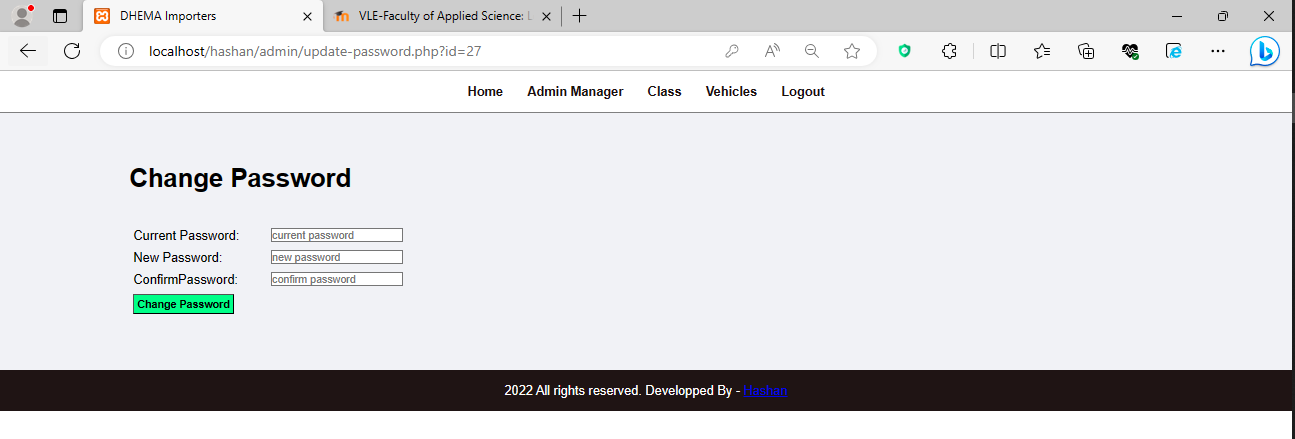 DHEMA Importers
VLE-Faculty of Applied Science: L
localhost/hashan/admin/update-password.php?id=27
Home Admin Manager Class Vehicles Logout
Change Password
Current Password: current password
New Password: new password
ConfirmPassword: confirm password
Change Password
2022 All rights reserved. Developped By - Hashan